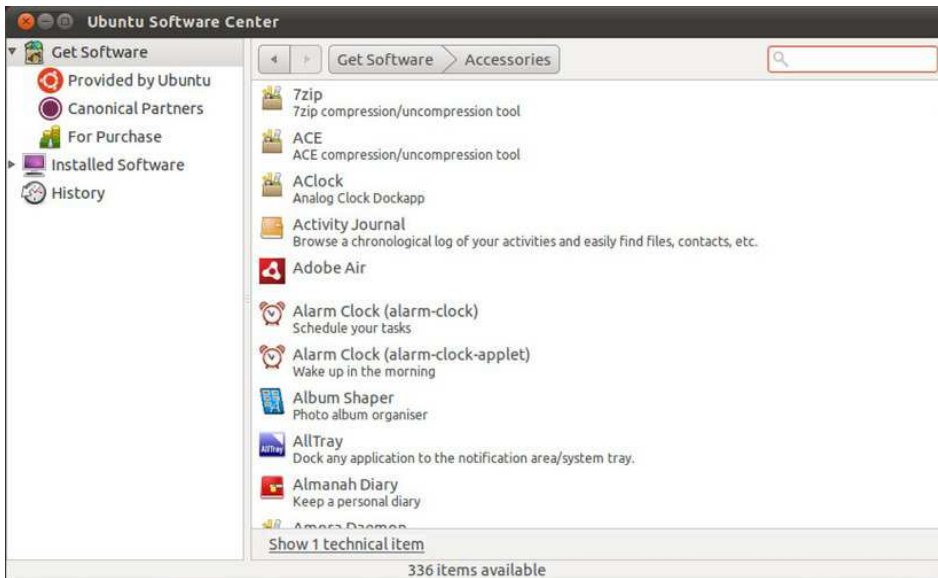 Ubuntu Software Center
Get Software
Provided by Ubuntu
Canonical Partners
For Purchase
Installed Software
History
Get Software
Accessories
7zip
7zip compression/uncompression tool
ACE
ACE compression/uncompression tool
AClock
Analog Clock Dockapp
Activity Journal
Browse a chronological log of your activities and easily find files, contacts, etc.
Adobe Air
Alarm Clock (alarm-clock)
Schedule your tasks
Alarm Clock (alarm-clock-applet)
Wake up in the morning
Album Shaper
Photo album organiser
AllTray
AllTray
Dock any application to the notification area/system tray.
Almanah Diary
Keep a personal diary
Show 1 technical item
336 items available